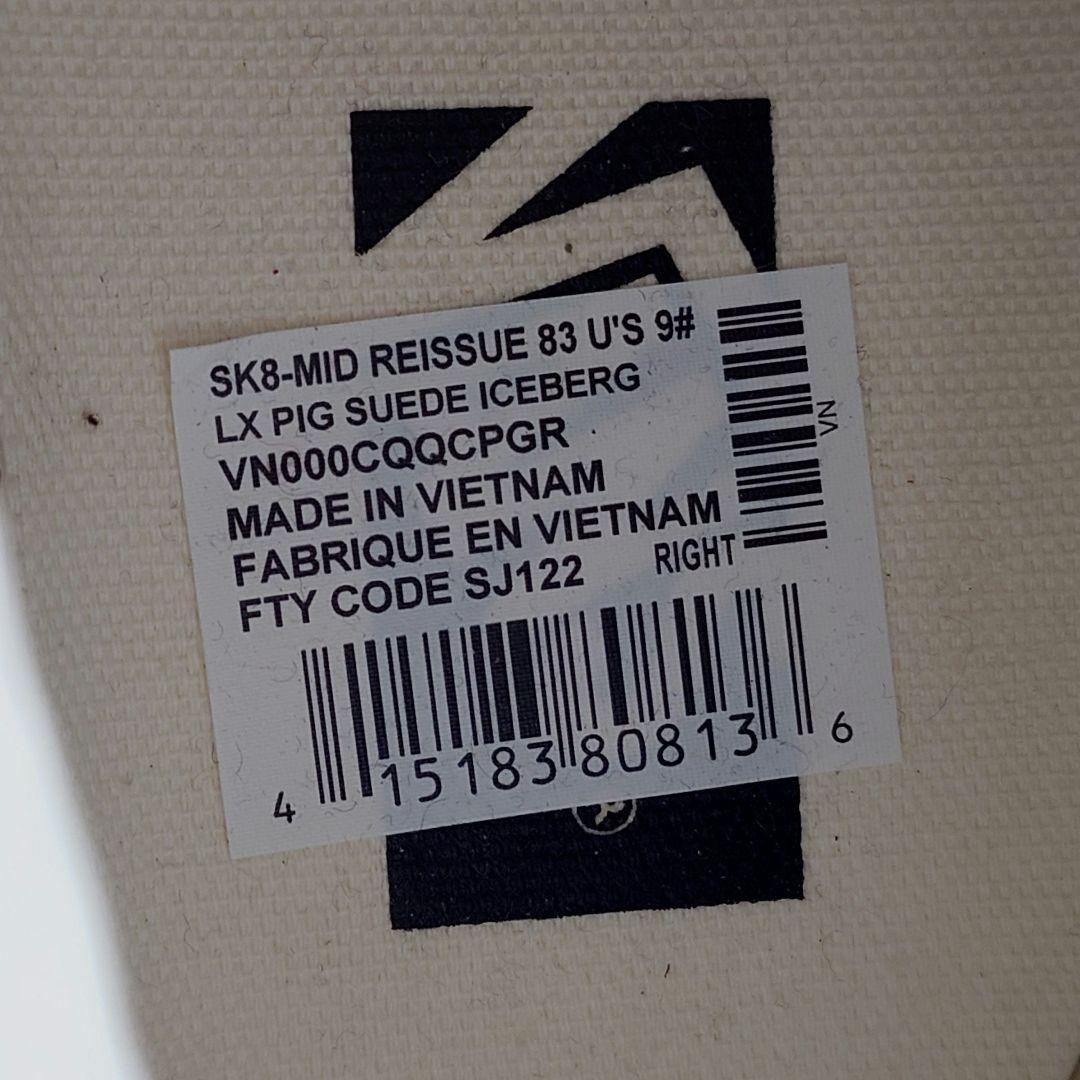 SK8-MID REISSUE 83 U'S 9#
LX PIG SUEDE ICEBERG
VN000CQQCPGR
MADE IN VIETNAM
FABRIQUE EN VIETNAM
FTY CODE SJ122
RIGHT
VN
4 15183 80813 6